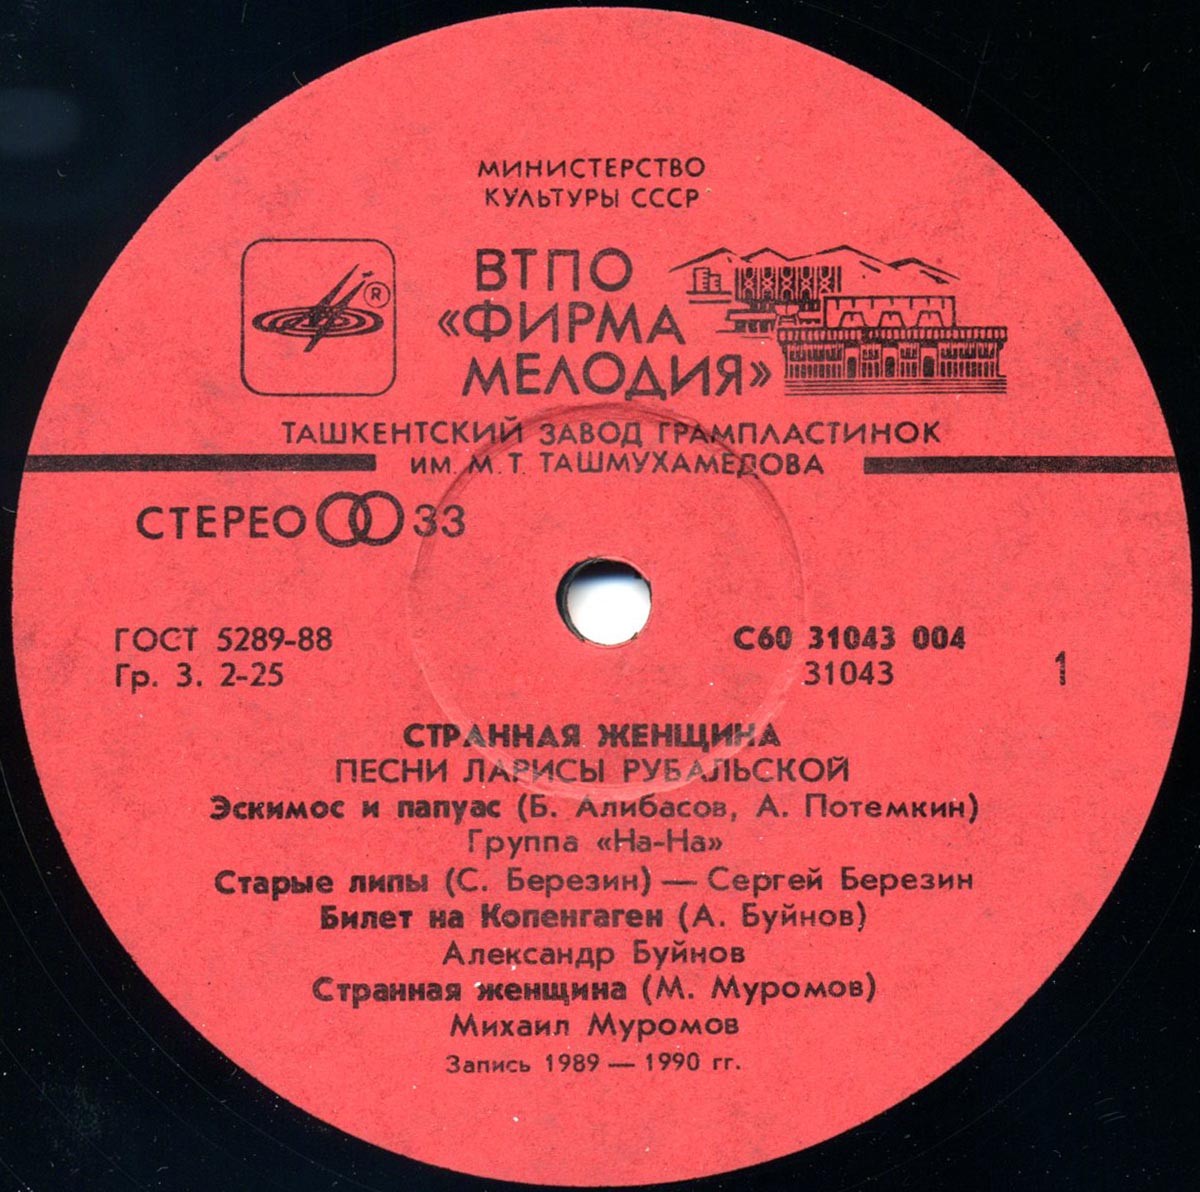 МИНИСТЕРСТВО
КУЛЬТУРЫ СССР
ВТПО
«ФИРМА
МЕЛОДИЯ»
®
ТАШКЕНТСКИЙ ЗАВОД ГРАМПЛАСТИНОК
ИМ. М. Т. ТАШМУХАМЕДОВА
СТЕРЕО 33
ГОСТ 5289-88
Гр. 3. 2-25
С60 31043 004
31043
1
СТРАННАЯ ЖЕНЩИНА
ПЕСНИ ЛАРИСЫ РУБАЛЬСКОЙ
Эскимос и папуас (Б. Алибасов, А. Потемкин)
Группа «На-На»
Старые липы (С. Березин) — Сергей Березин
Билет на Копенгаген (А. Буйнов)
Александр Буйнов
Странная женщина (М. Муромов)
Михаил Муромов
Запись 1989 — 1990 гг.